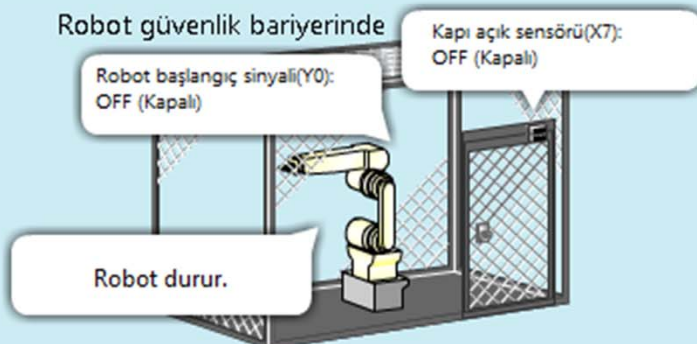 Robot güvenlik bariyerinde
Kapı açık sensörü(X7):
OFF (Kapalı)
Robot başlangıç sinyali(Y0):
OFF (Kapalı)
Robot durur.